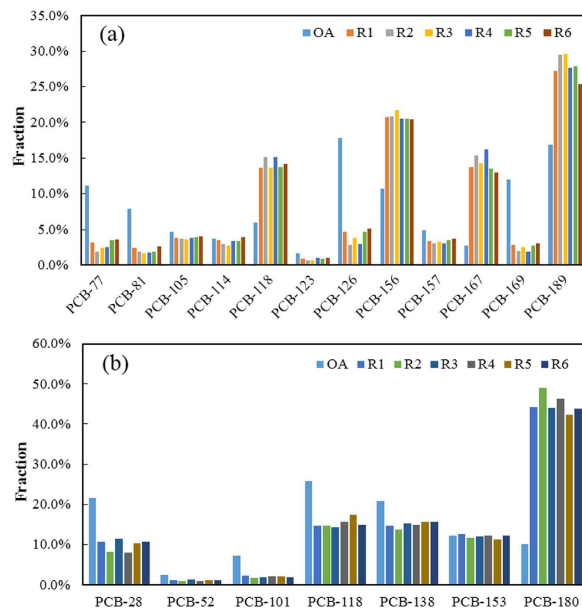 35.0%
(a)
OA R1 R2 R3 R4 R5 R6
30.0%
25.0%
20.0%
15.0%
10.0%
5.0%
0.0%
Fraction
PCB-77 PCB-81 PCB-105 PCB-114 PCB-118 PCB-123 PCB-126 PCB-156 PCB-157 PCB-167 PCB-169 PCB-189
60.0%
(b)
OA R1 R2 R3 R4 R5 R6
50.0%
40.0%
30.0%
20.0%
10.0%
0.0%
Fraction
PCB-28 PCB-52 PCB-101 PCB-118 PCB-138 PCB-153 PCB-180